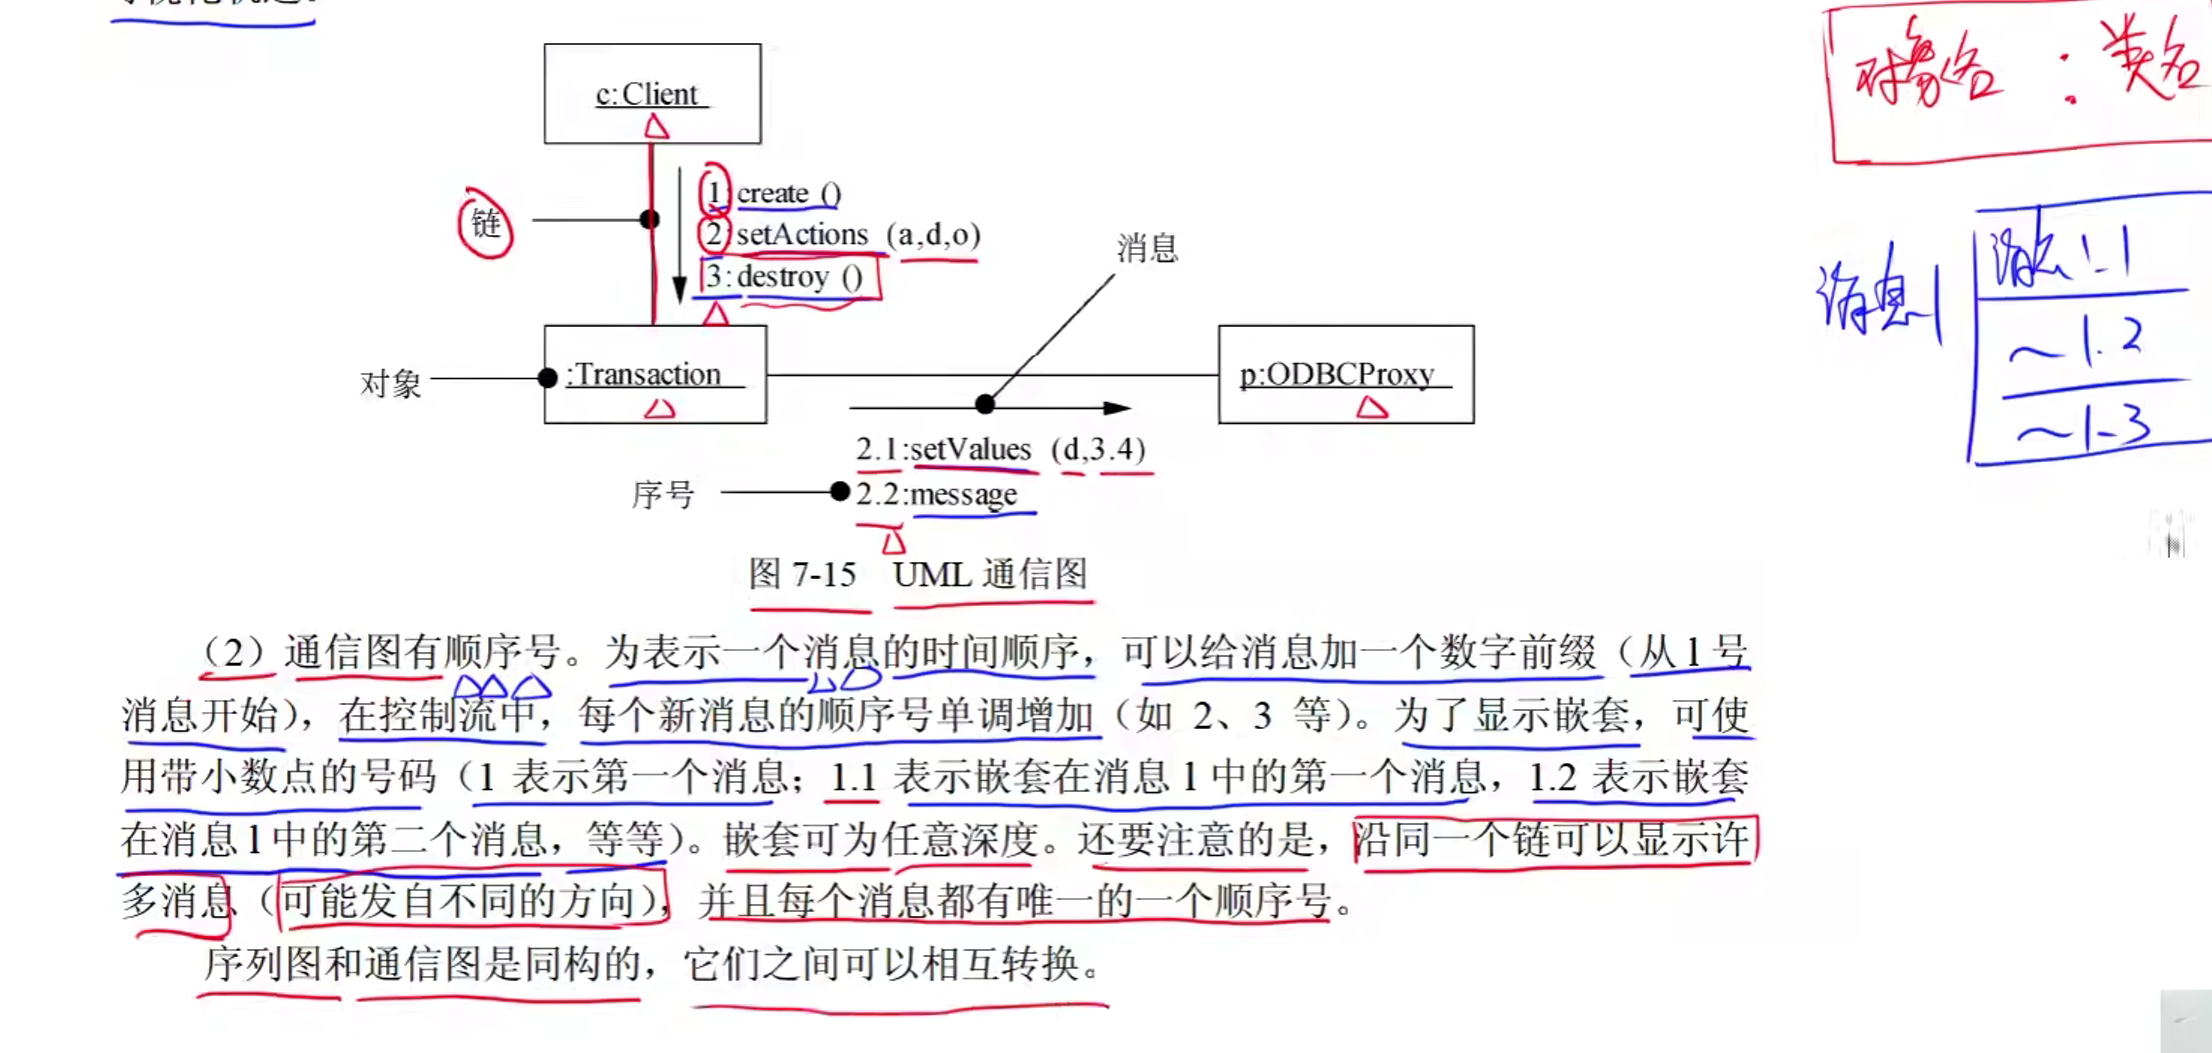 c:Client
对象名 : 类名
1:create ()
2:setActions (a,d,o)
3:destroy ()
链
消息
消息1
消息1.1
~1.2
~1.3
对象
:Transaction
p:ODBCProxy
2.1:setValues (d,3.4)
序号
2.2:message
图 7-15 UML 通信图
（2）通信图有顺序号。为表示一个消息的时间顺序，可以给消息加一个数字前缀（从 1 号
消息开始），在控制流中，每个新消息的顺序号单调增加（如 2、3 等）。为了显示嵌套，可使
用带小数点的号码（1 表示第一个消息；1.1 表示嵌套在消息 1 中的第一个消息，1.2 表示嵌套
在消息 1 中的第二个消息，等等）。嵌套可为任意深度。还要注意的是，沿同一个链可以显示许
多消息（可能发自不同的方向），并且每个消息都有唯一的一个顺序号。
序列图和通信图是同构的，它们之间可以相互转换。